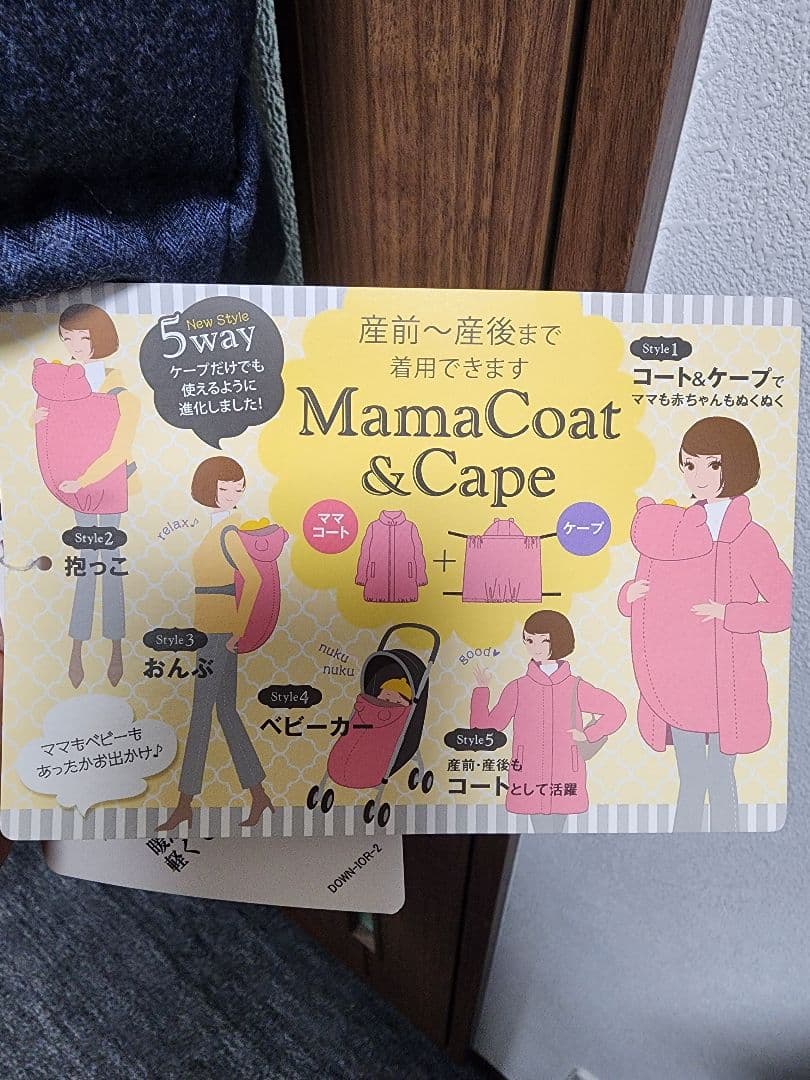 New Style
5way
ケープだけでも
使えるように
進化しました!
産前〜産後まで
着用できます
MamaCoat
&Cape
ママ
コート
+
ケープ
Style1
コート&ケープで
ママも赤ちゃんもぬくぬく
Style2
抱っこ
relax♪
Style3
おんぶ
nuku
nuku
Style4
ベビーカー
good♥
Style5
産前・産後も
コートとして活躍
ママもベビーも
あったかお出かけ♪
軽く
DOWN-IOR-2